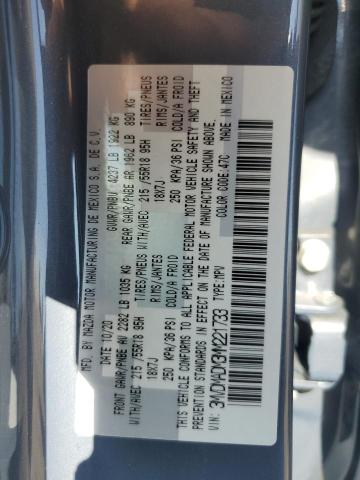 MFD. BY MAZDA MOTOR MANUFACTURING DE MEXICO S.A. DE C.V.
DATE: 10/20 GVWR/PNBV: 4237 LB 1922 KG
FRONT GAWR/PNBE AV 2282 LB 1035 KG REAR GAWR/PNBE AR 1962 LB 890 KG
WITH/AVEC 215/55R18 95H TIRES/PNEUS WITH/AVEC 215/55R18 95H TIRES/PNEUS
18X7J RIMS/JANTES 18X7J RIMS/JANTES
250 KPA/36 PSI COLD/A FROID 250 KPA/36 PSI COLD/A FROID
THIS VEHICLE CONFORMS TO ALL APPLICABLE FEDERAL MOTOR VEHICLE SAFETY, BUMPER, AND THEFT
PREVENTION STANDARDS IN EFFECT ON THE DATE OF MANUFACTURE SHOWN ABOVE.
VIN: TYPE:MPV COLOR CODE:47C MADE IN MEXICO